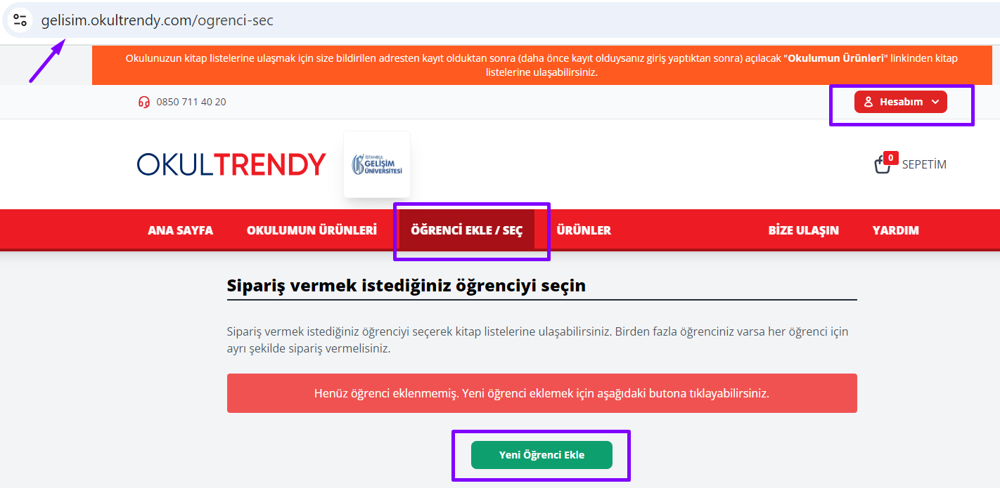 gelisim.okultrendy.com/ogrenci-sec
Okulunuzun kitap listelerine ulaşmak için size bildirilen adresten kayıt olduktan sonra (daha önce kayıt olduysanız giriş yaptıktan sonra) açılacak "Okulumun Ürünleri" linkinden kitap
listelerine ulaşabilirsiniz.
0850 711 40 20
Hesabım
OKULTRENDY
İSTANBUL
GELİŞİM
ÜNİVERSİTESİ
0
SEPETİM
ANA SAYFA
OKULUMUN ÜRÜNLERİ
ÖĞRENCİ EKLE / SEÇ
ÜRÜNLER
BİZE ULAŞIN
YARDIM
Sipariş vermek istediğiniz öğrenciyi seçin
Sipariş vermek istediğiniz öğrenciyi seçerek kitap listelerine ulaşabilirsiniz. Birden fazla öğrenciniz varsa her öğrenci için
ayrı şekilde sipariş vermelisiniz.
Henüz öğrenci eklenmemiş. Yeni öğrenci eklemek için aşağıdaki butona tıklayabilirsiniz.
Yeni Öğrenci Ekle